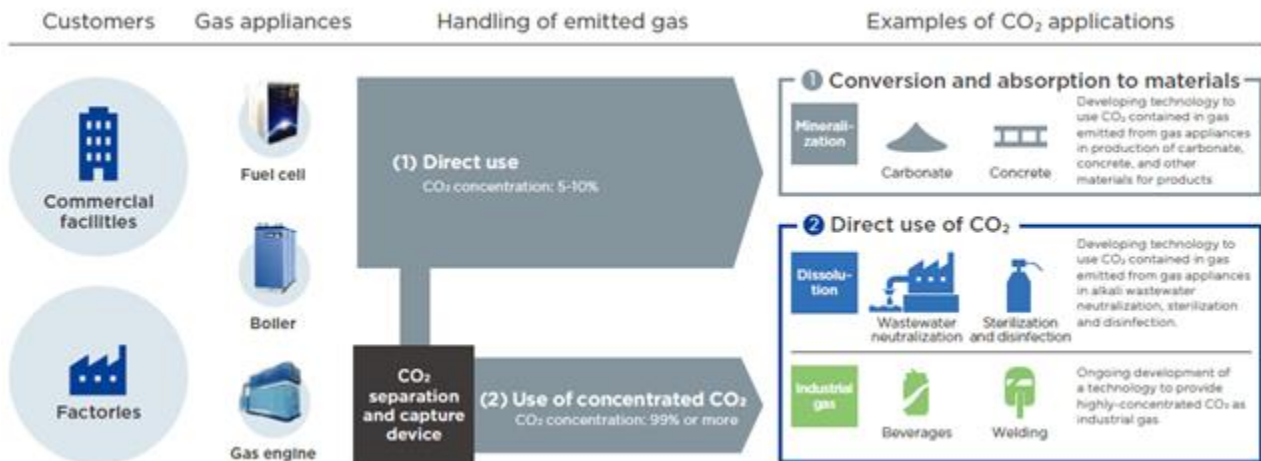 Customers
Gas appliances
Handling of emitted gas
Examples of CO₂ applications
Commercial
facilities
Factories
Fuel cell
Boiler
Gas engine
(1) Direct use
CO₂ concentration: 5-10%
CO₂
separation
and capture
device
(2) Use of concentrated CO₂
CO₂ concentration: 99% or more
1 Conversion and absorption to materials
Minerali-
zation
Carbonate
Concrete
Developing technology to
use CO₂ contained in gas
emitted from gas appliances
in production of carbonate,
concrete, and other
materials for products
2 Direct use of CO₂
Dissolu-
tion
Wastewater
neutralization
Sterilization
and disinfection
Developing technology to
use CO₂ contained in gas
emitted from gas appliances
in alkali wastewater
neutralization, sterilization
and disinfection.
Industrial
gas
Beverages
Welding
Ongoing development of
a technology to provide
highly-concentrated CO₂ as
industrial gas